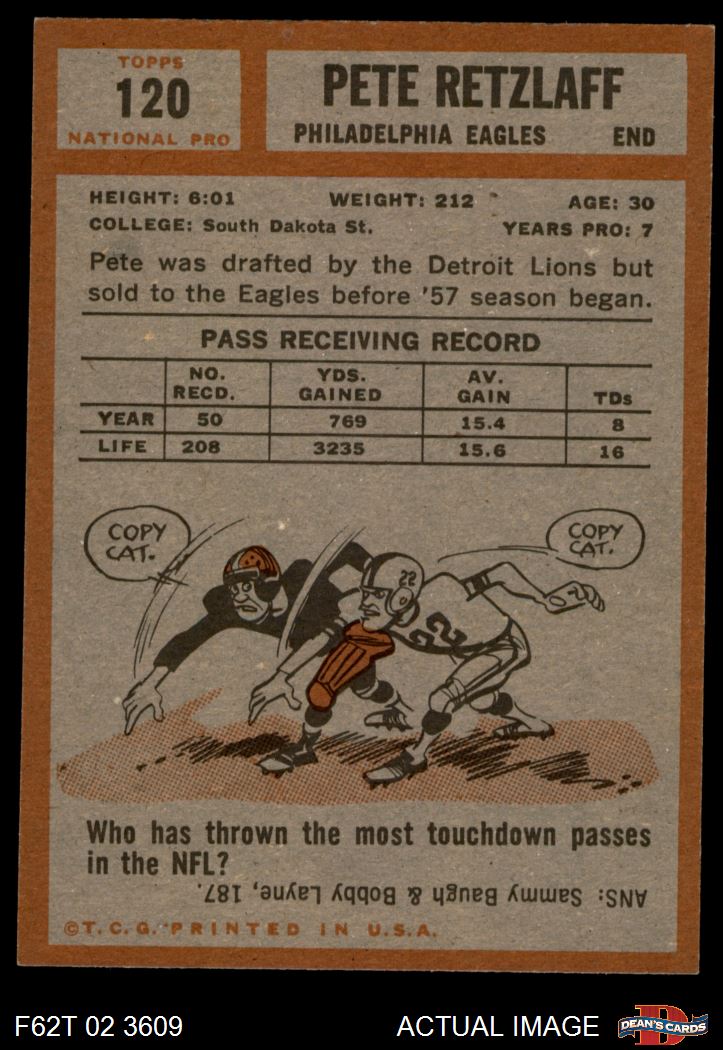 TOPPS
120
NATIONAL PRO
PETE RETZLAFF
PHILADELPHIA EAGLES END
HEIGHT: 6:01 WEIGHT: 212 AGE: 30
COLLEGE: South Dakota St. YEARS PRO: 7
Pete was drafted by the Detroit Lions but
sold to the Eagles before '57 season began.
PASS RECEIVING RECORD
NO. RECD. YDS. GAINED AV. GAIN TDs
YEAR 50 769 15.4 8
LIFE 208 3235 15.6 16
COPY
CAT.
COPY
CAT.
22
22
Who has thrown the most touchdown passes
in the NFL?
ANS: Sammy Baugh & Bobby Layne, 187.
©T.C.G. PRINTED IN U.S.A.
F62T 02 3609 ACTUAL IMAGE
D
DEAN'S CARDS